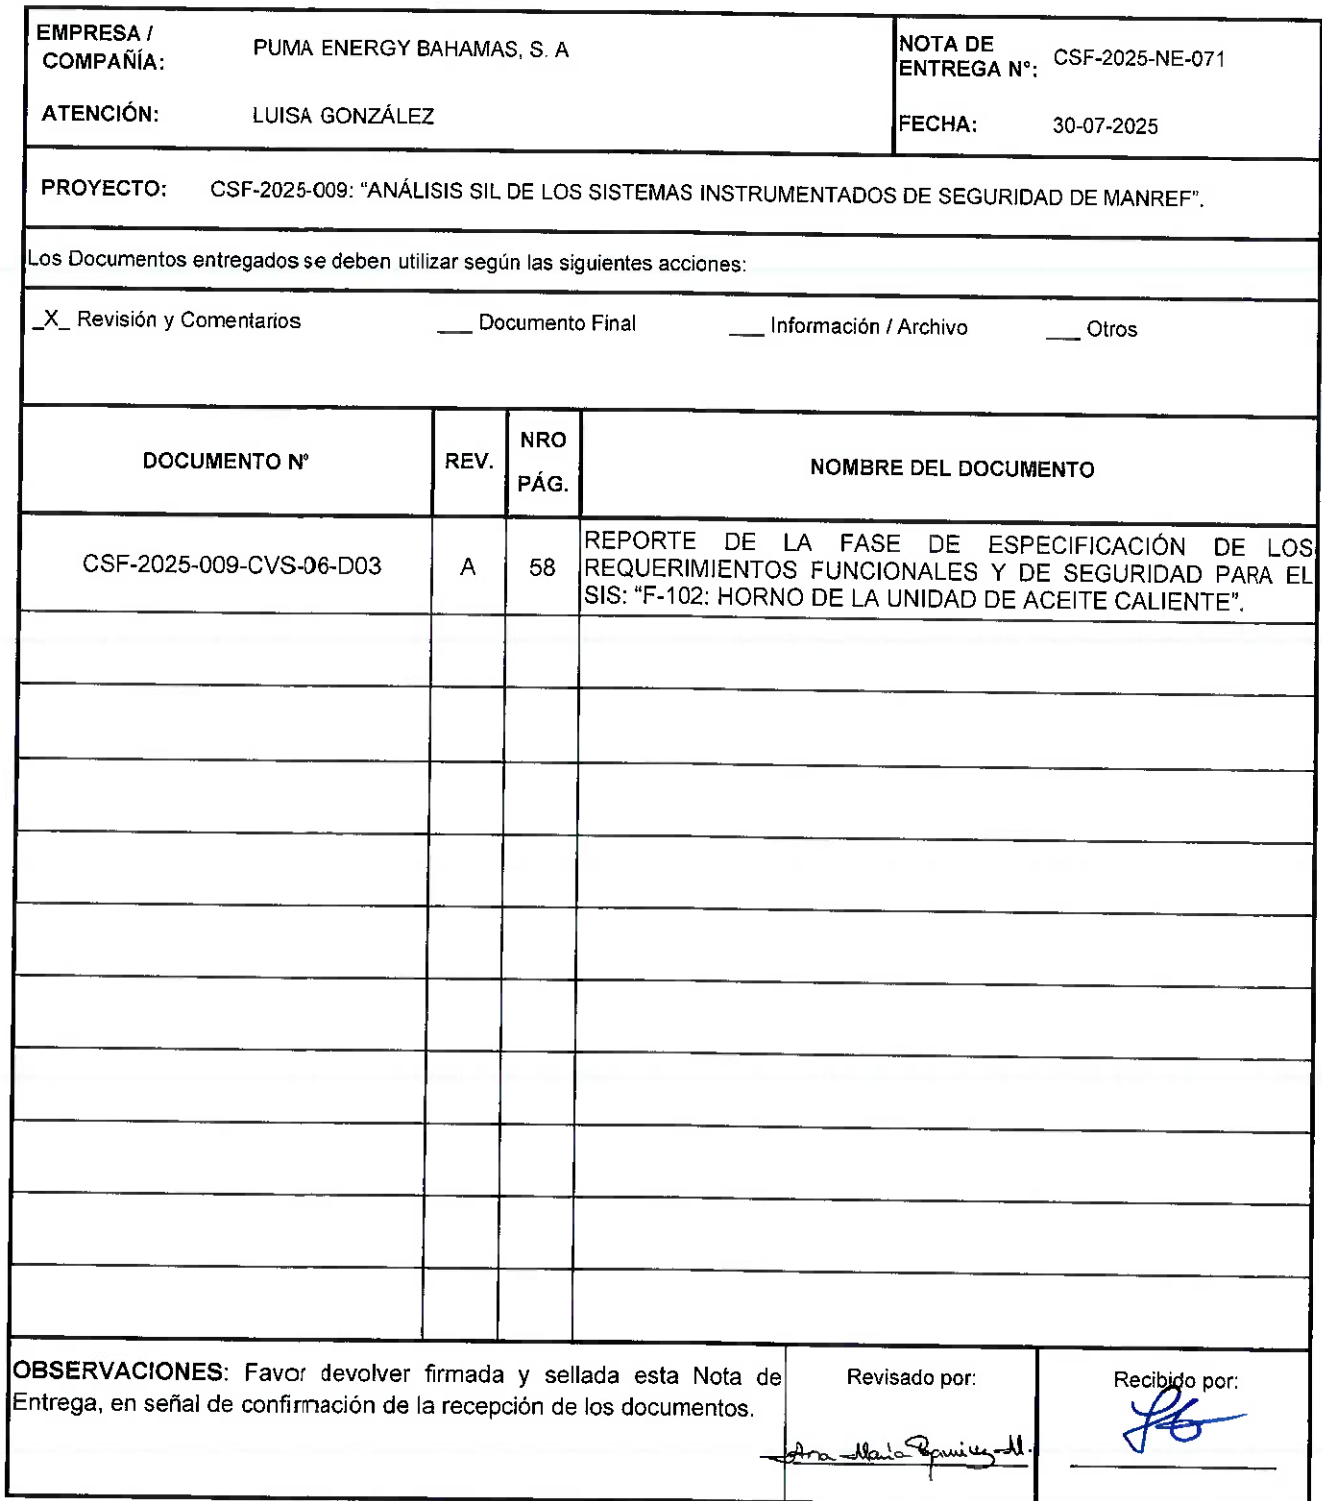 EMPRESA /
COMPAÑÍA:
PUMA ENERGY BAHAMAS, S. A
NOTA DE
ENTREGA N°:
CSF-2025-NE-071
ATENCIÓN:
LUISA GONZÁLEZ
FECHA:
30-07-2025
PROYECTO: CSF-2025-009: “ANÁLISIS SIL DE LOS SISTEMAS INSTRUMENTADOS DE SEGURIDAD DE MANREF”.
Los Documentos entregados se deben utilizar según las siguientes acciones:
_X_ Revisión y Comentarios ___ Documento Final ___ Información / Archivo ___ Otros
DOCUMENTO N°
REV.
NRO
PÁG.
NOMBRE DEL DOCUMENTO
CSF-2025-009-CVS-06-D03
A
58
REPORTE DE LA FASE DE ESPECIFICACIÓN DE LOS
REQUERIMIENTOS FUNCIONALES Y DE SEGURIDAD PARA EL
SIS: “F-102: HORNO DE LA UNIDAD DE ACEITE CALIENTE”.
OBSERVACIONES: Favor devolver firmada y sellada esta Nota de
Entrega, en señal de confirmación de la recepción de los documentos.
Revisado por:
Ana María Ramírez M.
Recibido por: